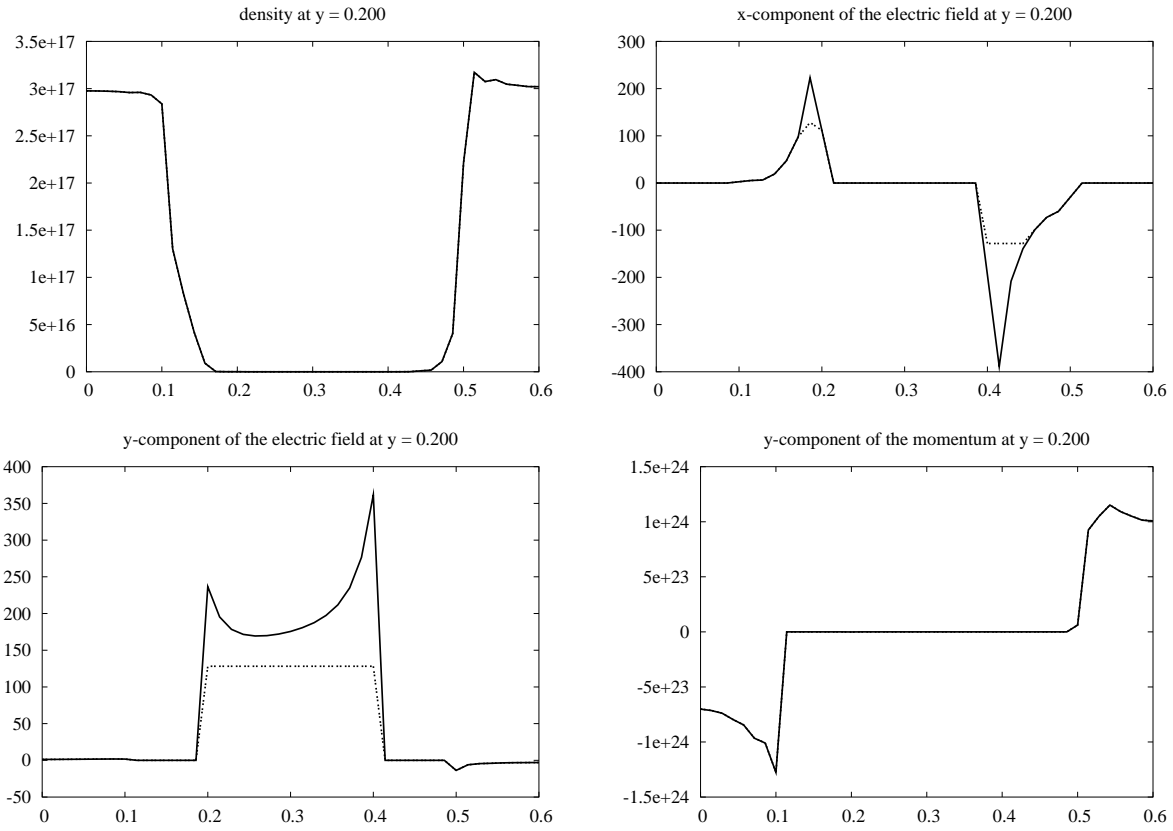 density at y = 0.200
3.5e+17
3e+17
2.5e+17
2e+17
1.5e+17
1e+17
5e+16
0
0 0.1 0.2 0.3 0.4 0.5 0.6
x-component of the electric field at y = 0.200
300
200
100
0
-100
-200
-300
-400
0 0.1 0.2 0.3 0.4 0.5 0.6
y-component of the electric field at y = 0.200
400
350
300
250
200
150
100
50
0
-50
0 0.1 0.2 0.3 0.4 0.5 0.6
y-component of the momentum at y = 0.200
1.5e+24
1e+24
5e+23
0
-5e+23
-1e+24
-1.5e+24
0 0.1 0.2 0.3 0.4 0.5 0.6